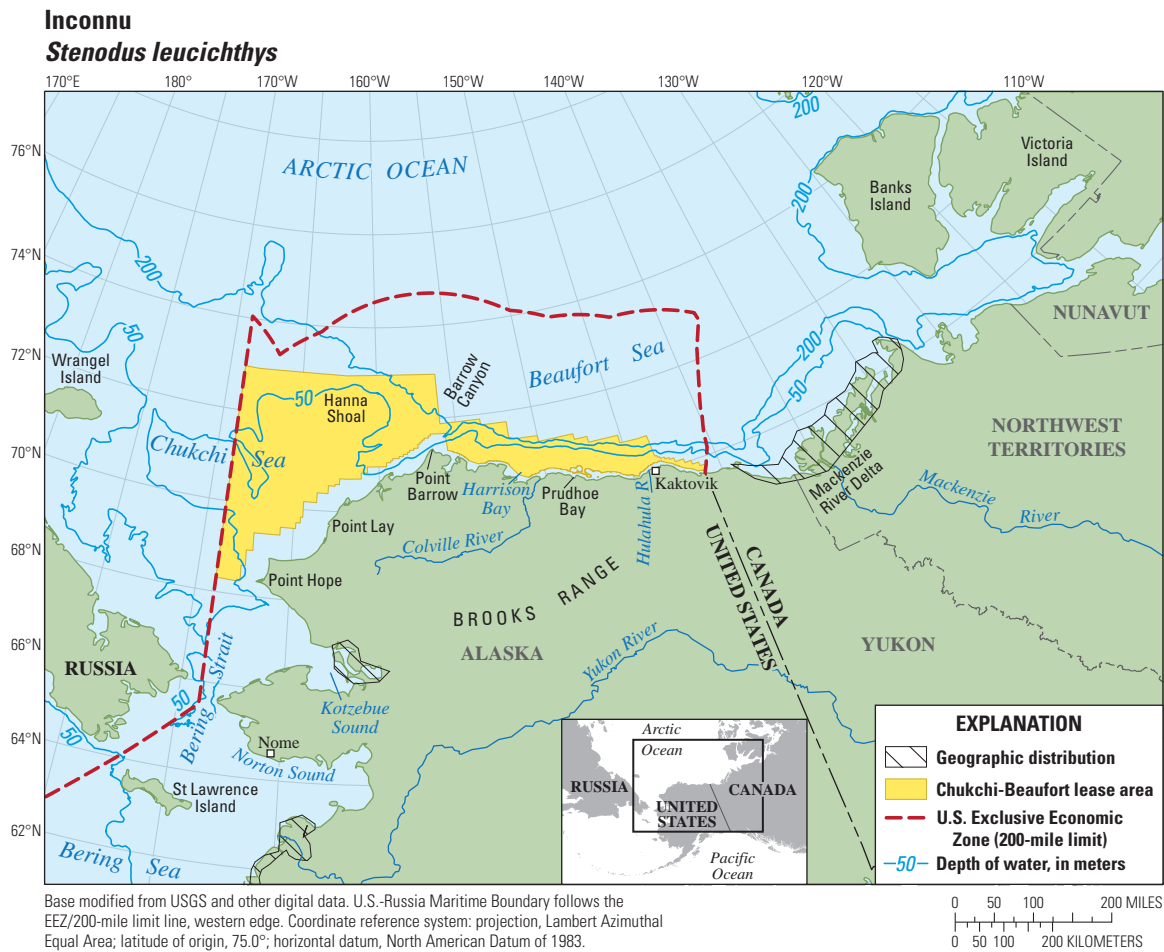 Inconnu
Stenodus leucichthys
170°E 180° 170°W 160°W 150°W 140°W 130°W 120°W 110°W
76°N
74°N
72°N
70°N
68°N
66°N
64°N
62°N
ARCTIC OCEAN
200
200
Victoria
Island
Banks
Island
200
50
NUNAVUT
Wrangel
Island
Beaufort Sea
Barrow
Canyon
200
50
50
Hanna
Shoal
Chukchi Sea
NORTHWEST
TERRITORIES
Point
Barrow
Harrison
Bay
Prudhoe
Bay
Hulahula R.
Kaktovik
Mackenzie
River Delta
Mackenzie
River
Point Lay
Colville River
Point Hope
BROOKS RANGE
CANADA
UNITED STATES
ALASKA
YUKON
Yukon River
RUSSIA
Bering Strait
50
50
Kotzebue
Sound
Nome
Norton Sound
St Lawrence
Island
Bering Sea
Arctic
Ocean
RUSSIA
CANADA
UNITED
STATES
Pacific
Ocean
EXPLANATION
Geographic distribution
Chukchi-Beaufort lease area
U.S. Exclusive Economic
Zone (200-mile limit)
50 Depth of water, in meters
Base modified from USGS and other digital data. U.S.-Russia Maritime Boundary follows the
EEZ/200-mile limit line, western edge. Coordinate reference system: projection, Lambert Azimuthal
Equal Area; latitude of origin, 75.0°; horizontal datum, North American Datum of 1983.
0 50 100 200 MILES
0 50 100 200 KILOMETERS